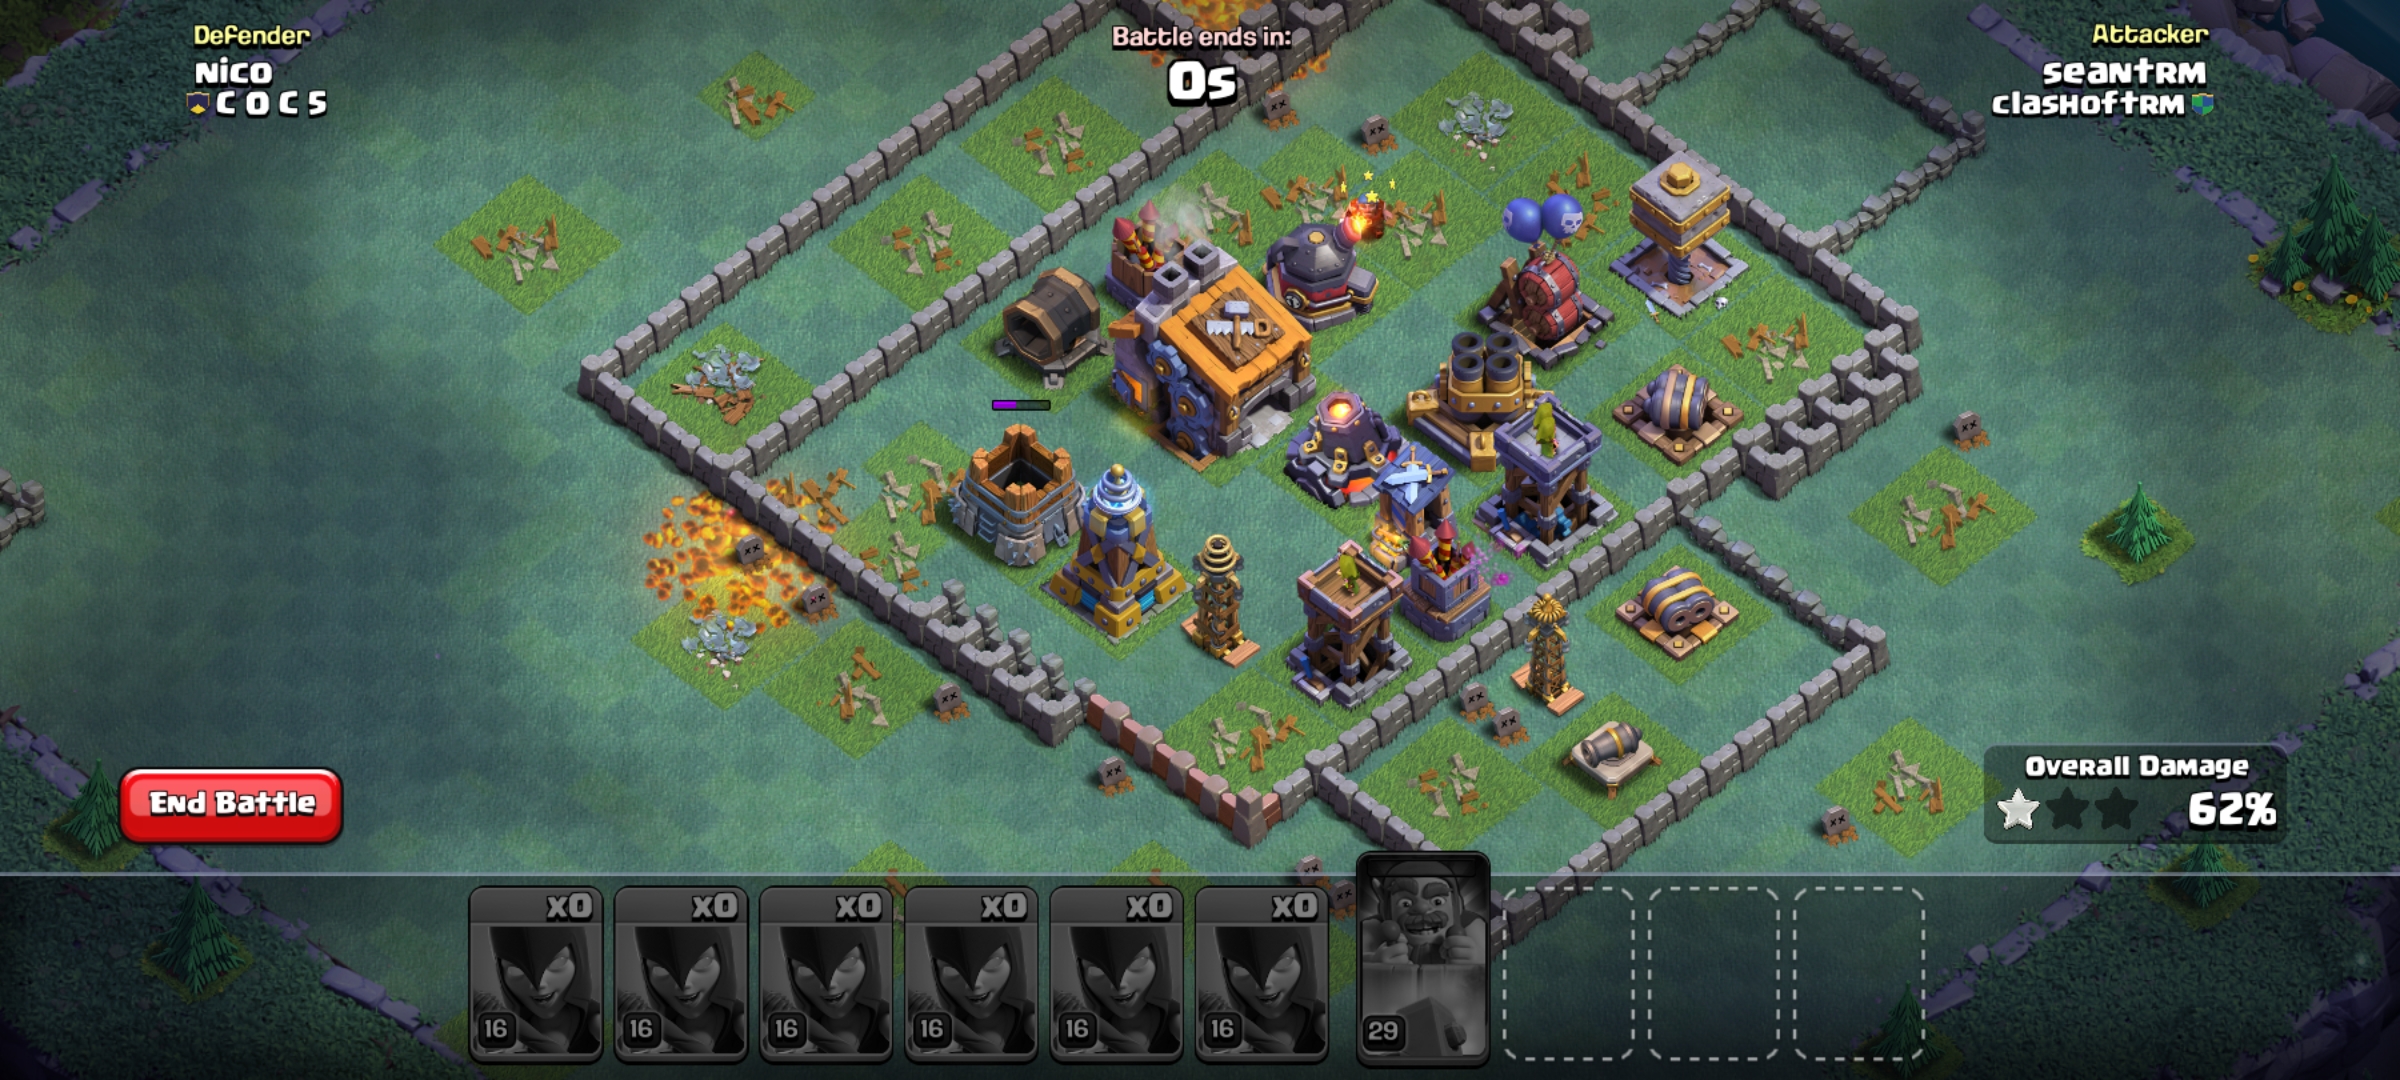 Defender
Nico
C O C 5
Battle ends in:
0s
Attacker
seantRM
clashoftRM
End Battle
Overall Damage
62%
x0
x0
x0
x0
x0
x0
16
16
16
16
16
16
29